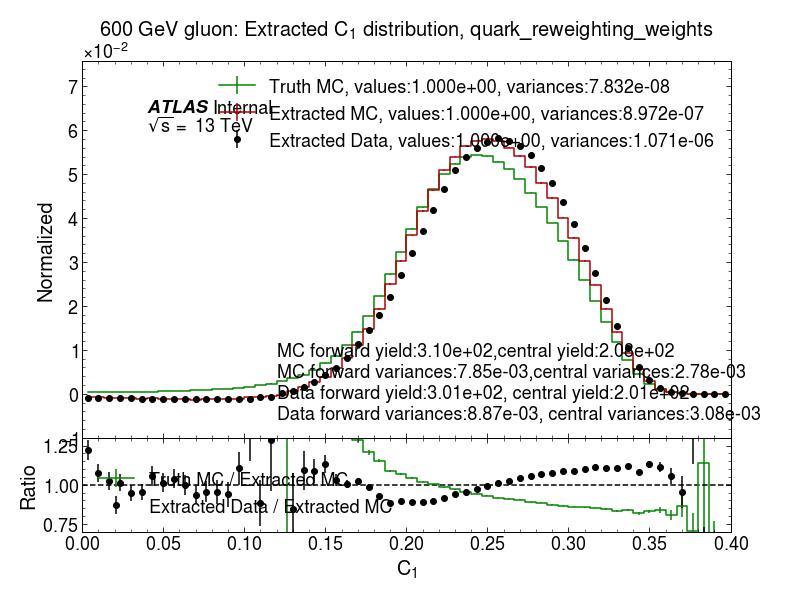 600 GeV gluon: Extracted C₁ distribution, quark_reweighting_weights
×10⁻²
Truth MC, values:1.000e+00, variances:7.832e-08
ATLAS Internal
Extracted MC, values:1.000e+00, variances:8.972e-07
√s = 13 TeV
Extracted Data, values:1.000e+00, variances:1.071e-06
7
6
5
4
3
2
1
0
Normalized
MC forward yield:3.10e+02,central yield:2.08e+02
MC forward variances:7.85e-03,central variances:2.78e-03
Data forward yield:3.01e+02, central yield:2.01e+02
Data forward variances:8.87e-03, central variances:3.08e-03
1.25
1.00
0.75
Ratio
Truth MC / Extracted MC
Extracted Data / Extracted MC
0.00 0.05 0.10 0.15 0.20 0.25 0.30 0.35 0.40
C₁